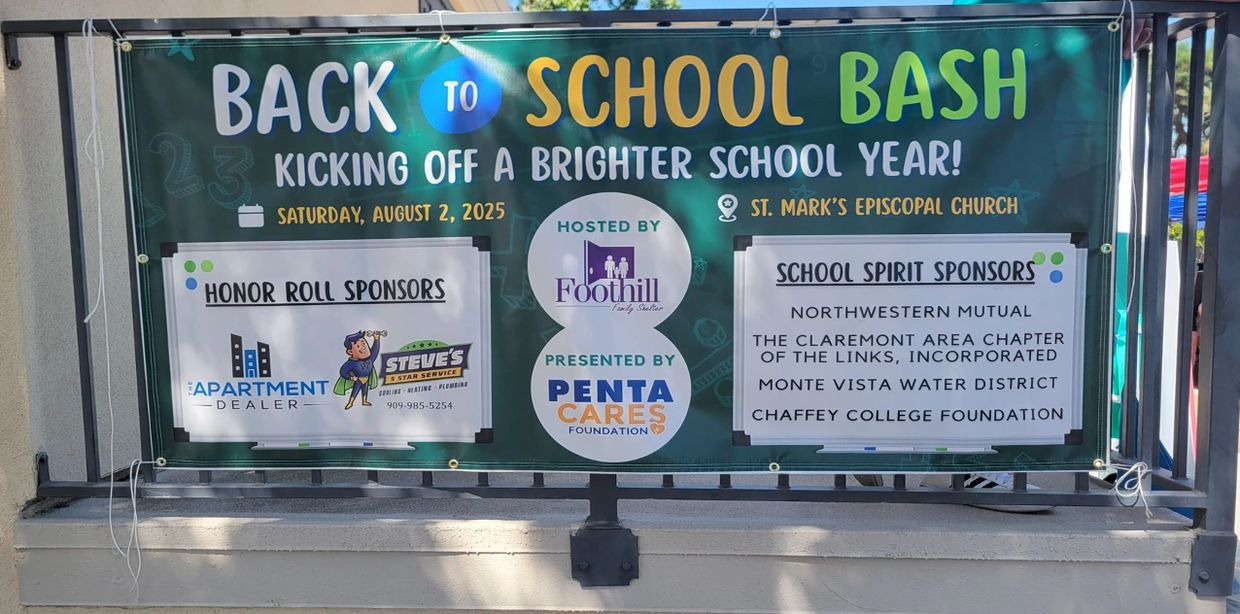 BACK TO SCHOOL BASH
KICKING OFF A BRIGHTER SCHOOL YEAR!
SATURDAY, AUGUST 2, 2025
ST. MARK'S EPISCOPAL CHURCH
HONOR ROLL SPONSORS
THE APARTMENT
DEALER
STEVE'S
5 STAR SERVICE
COOLING · HEATING · PLUMBING
909-985-5254
HOSTED BY
Foothill
Family Shelter
PRESENTED BY
PENTA
CARES
FOUNDATION
SCHOOL SPIRIT SPONSORS
NORTHWESTERN MUTUAL
THE CLAREMONT AREA CHAPTER
OF THE LINKS, INCORPORATED
MONTE VISTA WATER DISTRICT
CHAFFEY COLLEGE FOUNDATION
23